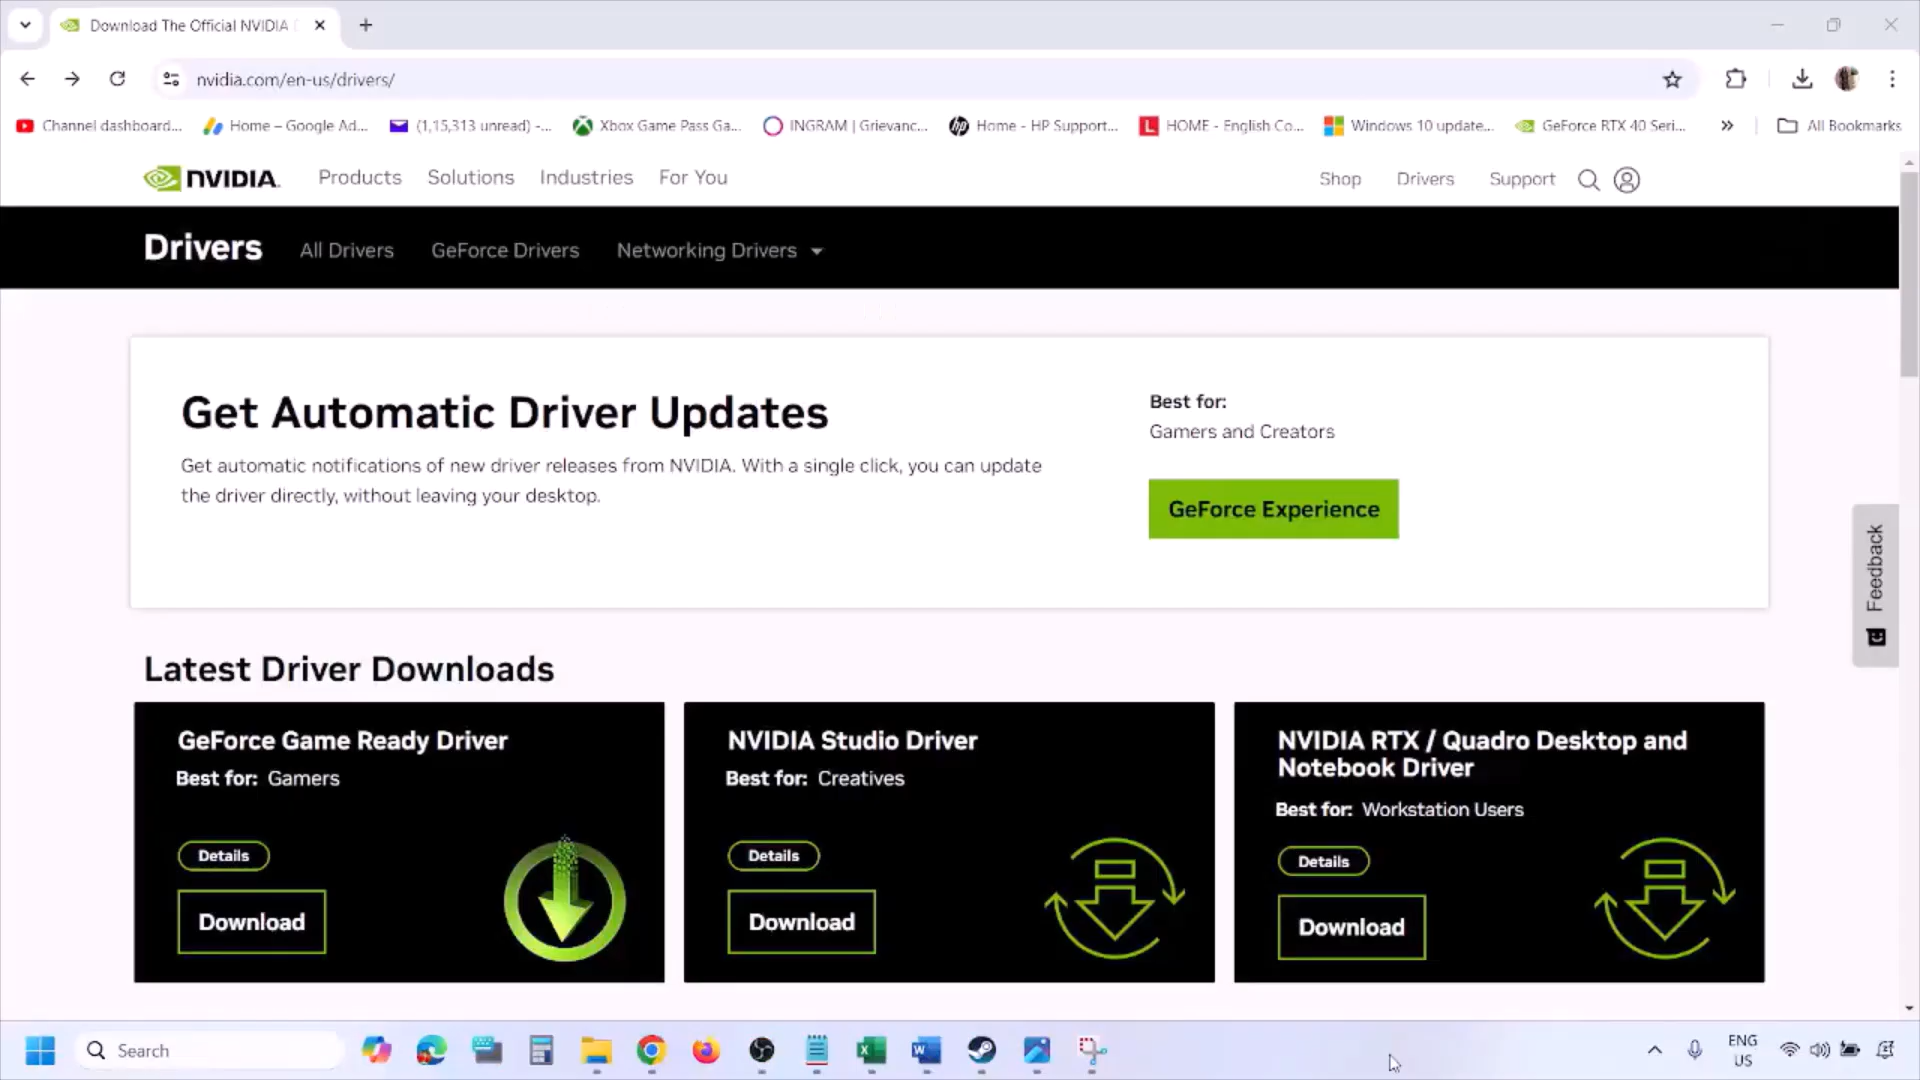 Download The Official NVIDIA
nvidia.com/en-us/drivers/
Channel dashboard...
Home – Google Ad...
(1,15,313 unread) -...
Xbox Game Pass Ga...
INGRAM | Grievanc...
Home - HP Support...
HOME - English Co...
Windows 10 update...
GeForce RTX 40 Seri...
All Bookmarks
NVIDIA.
Products
Solutions
Industries
For You
Shop
Drivers
Support
Drivers
All Drivers
GeForce Drivers
Networking Drivers
Get Automatic Driver Updates
Get automatic notifications of new driver releases from NVIDIA. With a single click, you can update
the driver directly, without leaving your desktop.
Best for:
Gamers and Creators
GeForce Experience
Feedback
Latest Driver Downloads
GeForce Game Ready Driver
Best for: Gamers
Details
Download
NVIDIA Studio Driver
Best for: Creatives
Details
Download
NVIDIA RTX / Quadro Desktop and
Notebook Driver
Best for: Workstation Users
Details
Download
Search
ENG
US